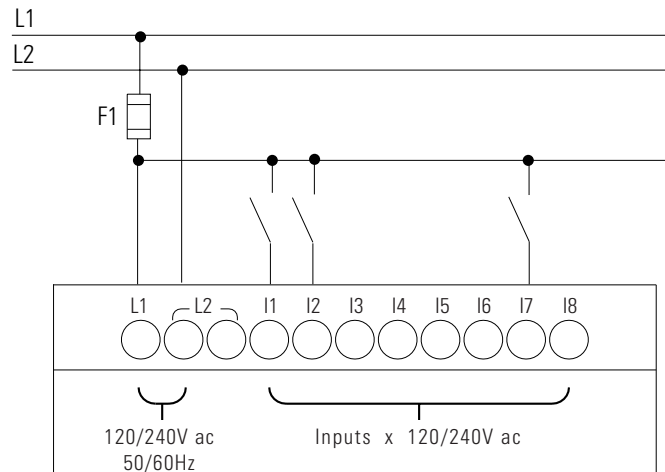 L1
L2
F1
L1 L2 I1 I2 I3 I4 I5 I6 I7 I8
120/240V ac
50/60Hz
Inputs x 120/240V ac